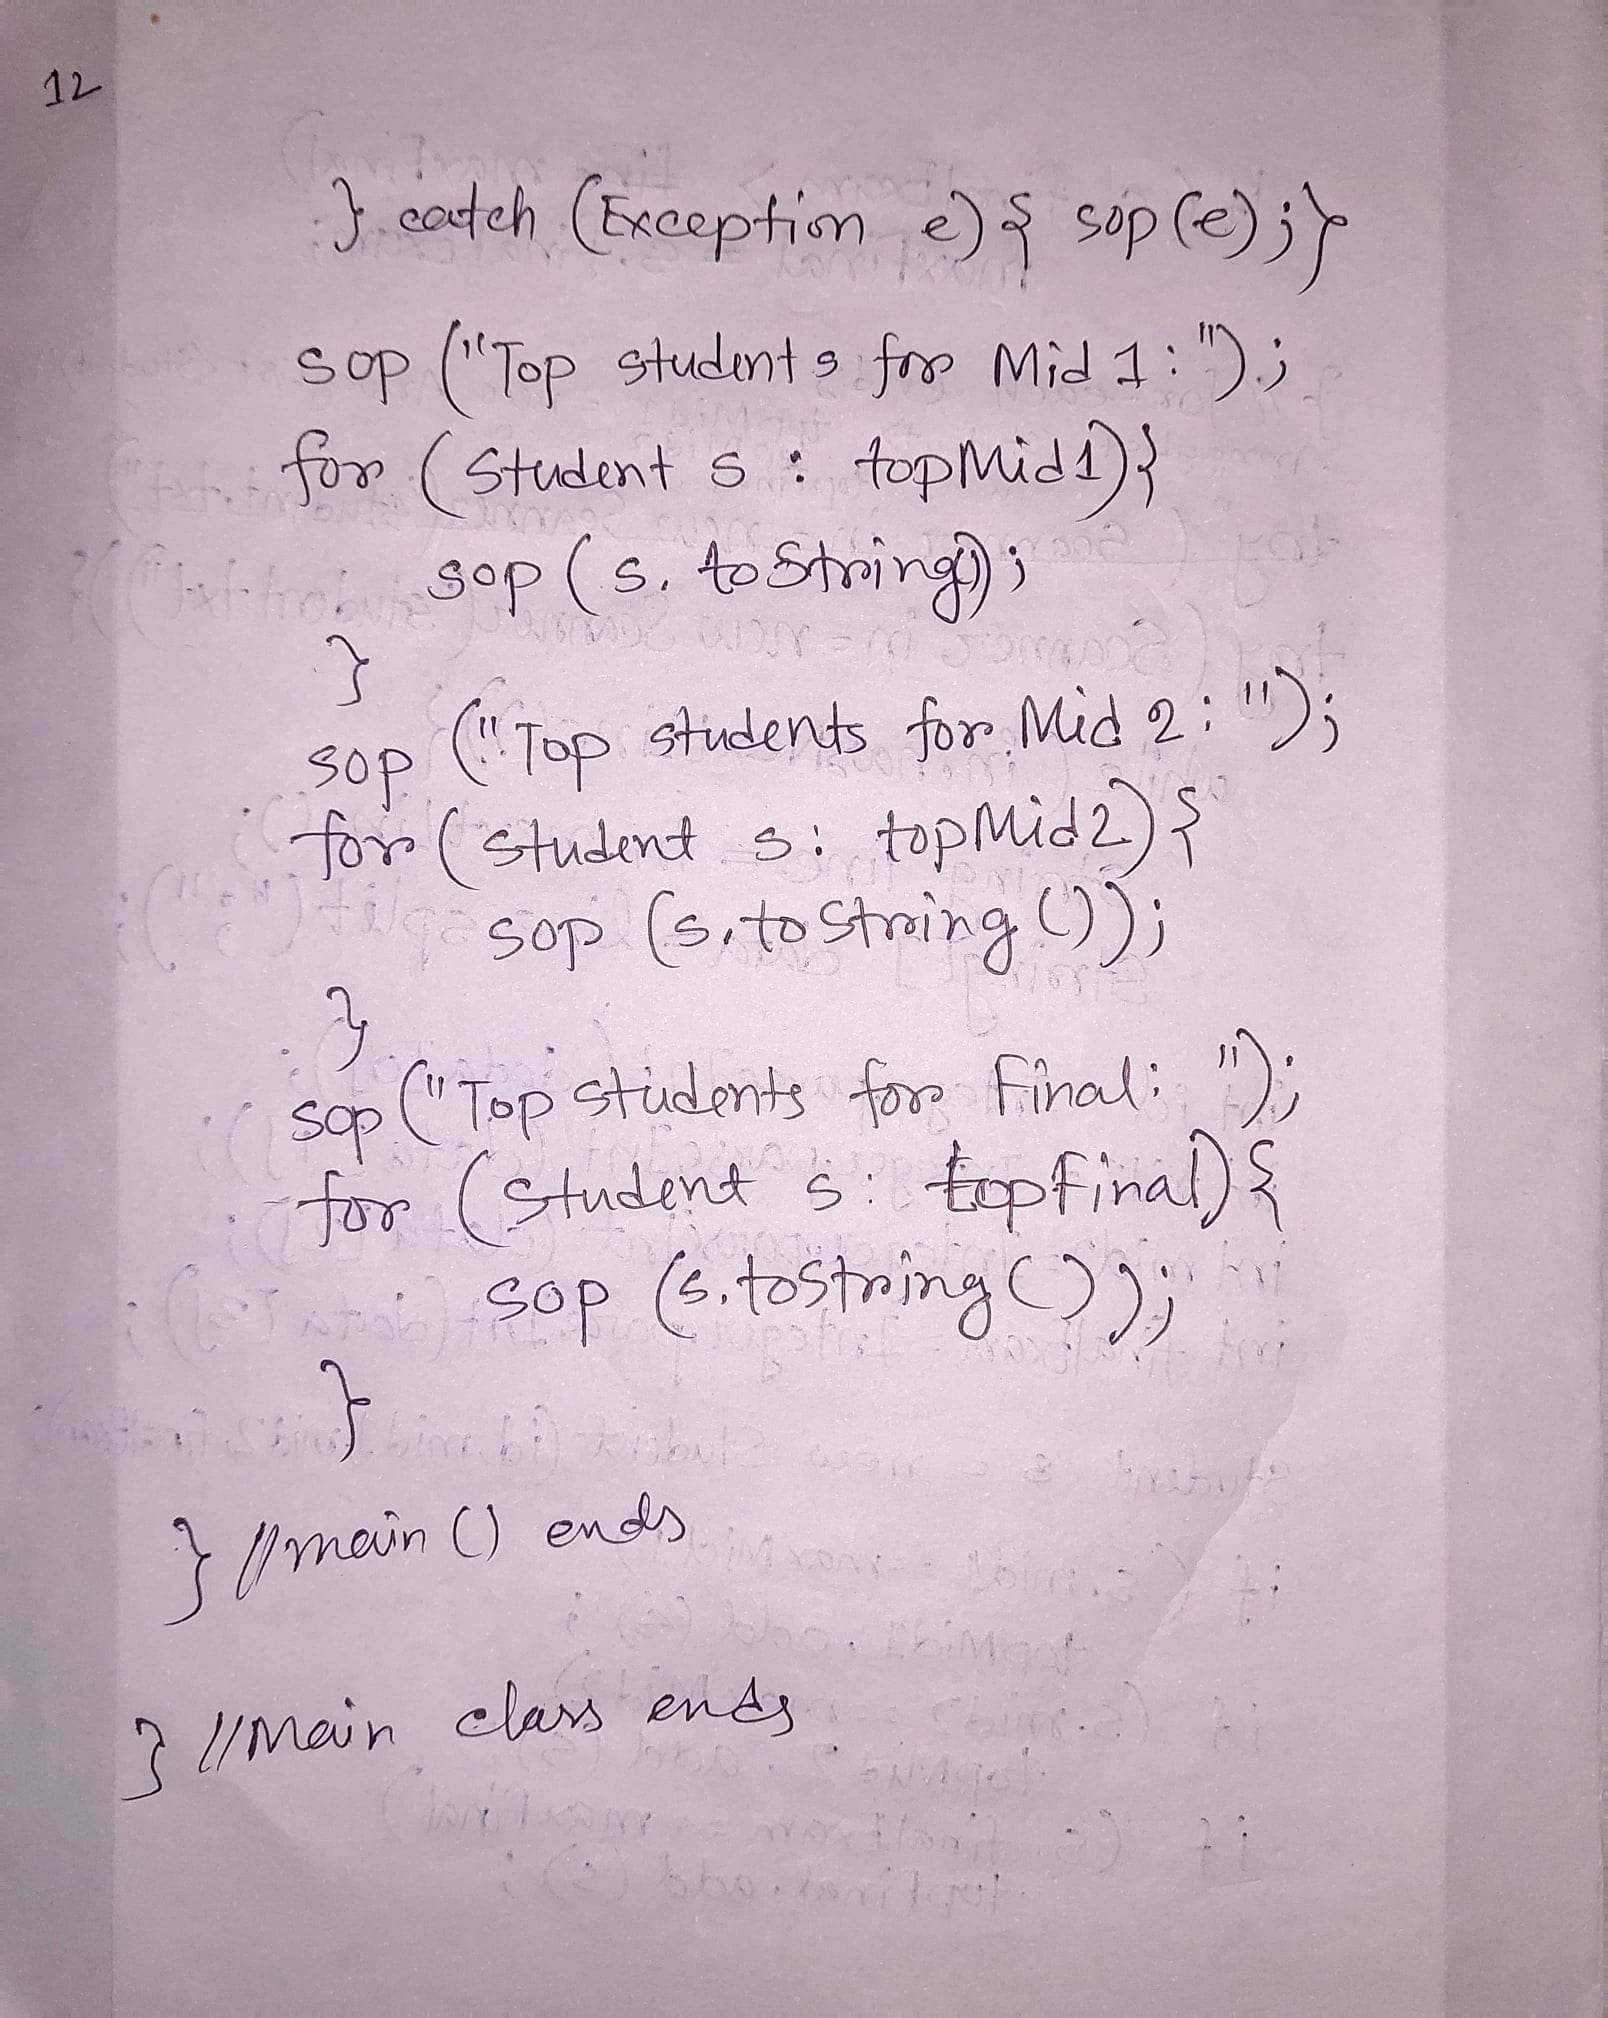 12
} catch (Exception e) { sop (e) ; }
sop ("Top students for Mid 1 : ") ;
for (Student s : topMid1) {
sop (s. toString()) ;
}
sop ("Top students for Mid 2 : ") ;
for (student s : topMid2) {
sop (s.toString ()) ;
}
sop ("Top students for Final : ") ;
for (Student s : topFinal) {
sop (s.toString ()) ;
}
} //main () ends
} //Main class ends